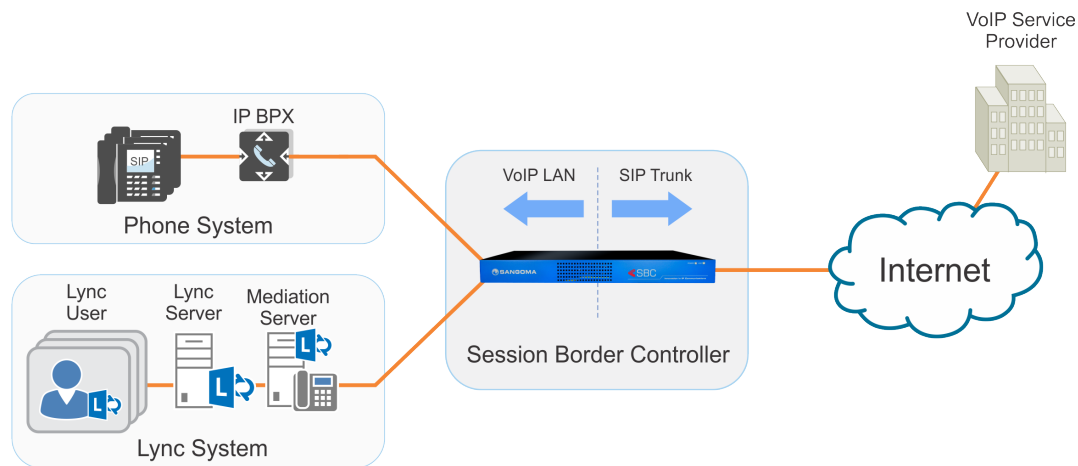 VoIP Service
Provider
IP BPX
SIP
Phone System
VoIP LAN
SIP Trunk
SANGOMA
SBC
Session Border Controller
Internet
Lync
User
Lync
Server
Mediation
Server
L
L
L
Lync System